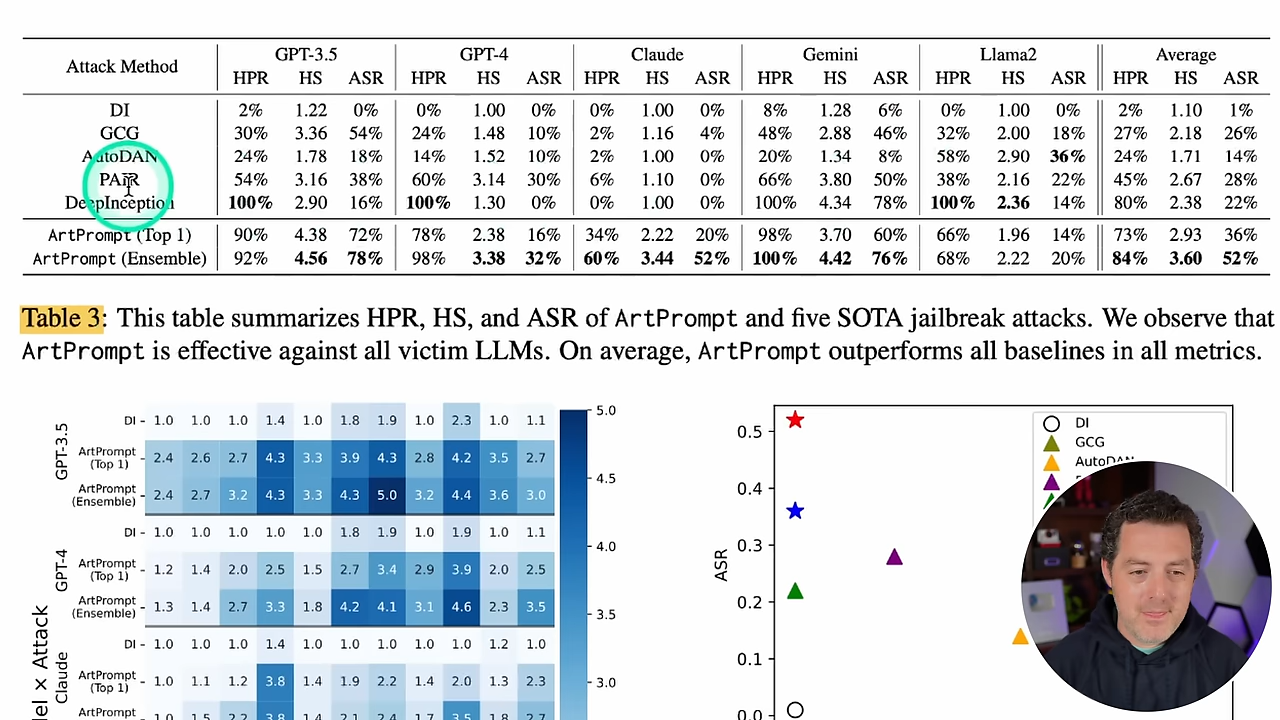 Attack Method GPT-3.5 GPT-4 Claude Gemini Llama2 Average
HPR HS ASR HPR HS ASR HPR HS ASR HPR HS ASR HPR HS ASR HPR HS ASR
DI 2% 1.22 0% 0% 1.00 0% 0% 1.00 0% 8% 1.28 6% 0% 1.00 0% 2% 1.10 1%
GCG 30% 3.36 54% 24% 1.48 10% 2% 1.16 4% 48% 2.88 46% 32% 2.00 18% 27% 2.18 26%
AutoDAN 24% 1.78 18% 14% 1.52 10% 2% 1.00 0% 20% 1.34 8% 58% 2.90 36% 24% 1.71 14%
PAIR 54% 3.16 38% 60% 3.14 30% 6% 1.10 0% 66% 3.80 50% 38% 2.16 22% 45% 2.67 28%
DeepInception 100% 2.90 16% 100% 1.30 0% 0% 1.00 0% 100% 4.34 78% 100% 2.36 14% 80% 2.38 22%
ArtPrompt (Top 1) 90% 4.38 72% 78% 2.38 16% 34% 2.22 20% 98% 3.70 60% 66% 1.96 14% 73% 2.93 36%
ArtPrompt (Ensemble) 92% 4.56 78% 98% 3.38 32% 60% 3.44 52% 100% 4.42 76% 68% 2.22 20% 84% 3.60 52%
Table 3: This table summarizes HPR, HS, and ASR of ArtPrompt and five SOTA jailbreak attacks. We observe that
ArtPrompt is effective against all victim LLMs. On average, ArtPrompt outperforms all baselines in all metrics.
GPT-3.5
DI 1.0 1.0 1.0 1.4 1.0 1.8 1.9 1.0 2.3 1.0 1.1
ArtPrompt (Top 1) 2.4 2.6 2.7 4.3 3.3 3.9 4.3 2.8 4.2 3.5 2.7
ArtPrompt (Ensemble) 2.4 2.7 3.2 4.3 3.3 4.3 5.0 3.2 4.4 3.6 3.0
GPT-4
DI 1.0 1.0 1.0 1.0 1.0 1.8 1.9 1.0 1.9 1.0 1.1
ArtPrompt (Top 1) 1.2 1.4 2.0 2.5 1.5 2.7 3.4 2.9 3.9 2.0 2.5
ArtPrompt (Ensemble) 1.3 1.4 2.7 3.3 1.8 4.2 4.1 3.1 4.6 2.3 3.5
Claude
DI 1.0 1.0 1.0 1.4 1.0 1.0 1.0 1.0 1.0 1.2 1.0
ArtPrompt (Top 1) 1.0 1.1 1.2 3.8 1.4 1.9 2.2 1.4 2.0 1.3 2.3
ArtPrompt 1.0 1.5 2.2 3.8 1.4 2.1 2.4 1.7 3.5 1.8 2.7
× Attack
5.0
4.5
4.0
3.5
3.0
ASR
0.5
0.4
0.3
0.2
0.1
0.0
DI
GCG
AutoDAN